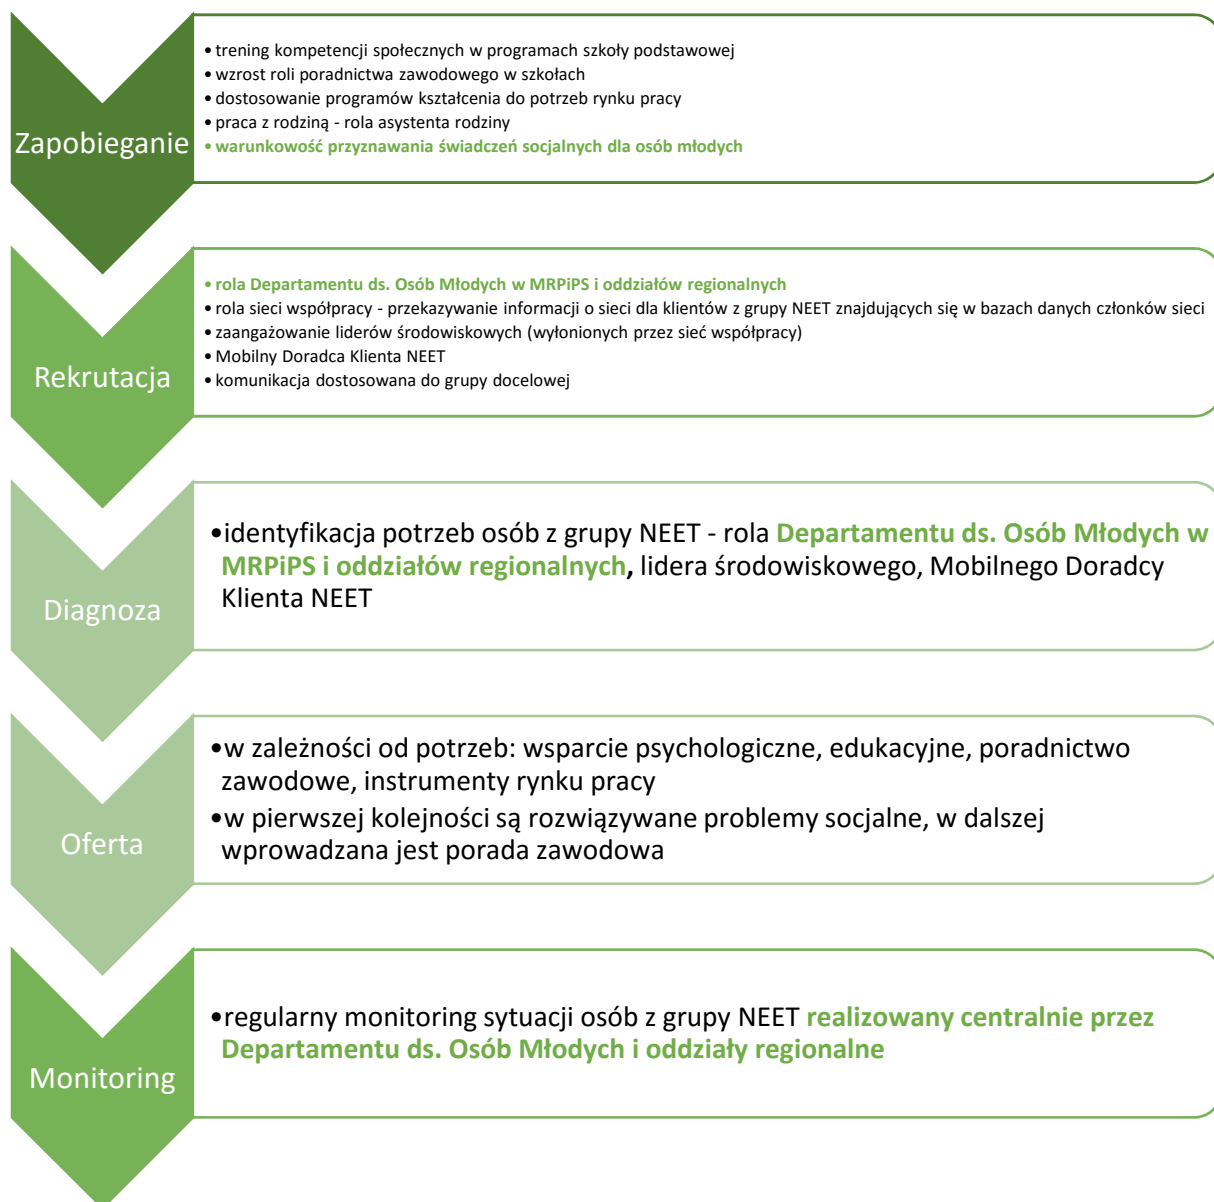 Zapobieganie
• trening kompetencji społecznych w programach szkoły podstawowej
• wzrost roli poradnictwa zawodowego w szkołach
• dostosowanie programów kształcenia do potrzeb rynku pracy
• praca z rodziną - rola asystenta rodziny
• warunkowość przyznawania świadczeń socjalnych dla osób młodych
Rekrutacja
• rola Departamentu ds. Osób Młodych w MRPiPS i oddziałów regionalnych
• rola sieci współpracy - przekazywanie informacji o sieci dla klientów z grupy NEET znajdujących się w bazach danych członków sieci
• zaangażowanie liderów środowiskowych (wyłonionych przez sieć współpracy)
• Mobilny Doradca Klienta NEET
• komunikacja dostosowana do grupy docelowej
Diagnoza
•identyfikacja potrzeb osób z grupy NEET - rola Departamentu ds. Osób Młodych w
MRPiPS i oddziałów regionalnych, lidera środowiskowego, Mobilnego Doradcy
Klienta NEET
Oferta
•w zależności od potrzeb: wsparcie psychologiczne, edukacyjne, poradnictwo
zawodowe, instrumenty rynku pracy
•w pierwszej kolejności są rozwiązywane problemy socjalne, w dalszej
wprowadzana jest porada zawodowa
Monitoring
•regularny monitoring sytuacji osób z grupy NEET realizowany centralnie przez
Departamentu ds. Osób Młodych i oddziały regionalne